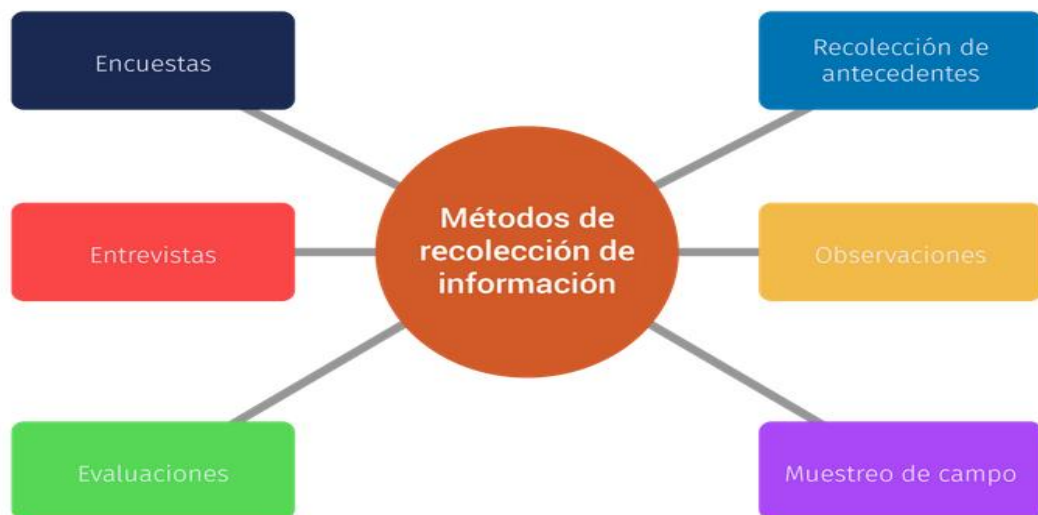 Encuestas
Recolección de
antecedentes
Métodos de
recolección de
información
Entrevistas
Observaciones
Evaluaciones
Muestreo de campo